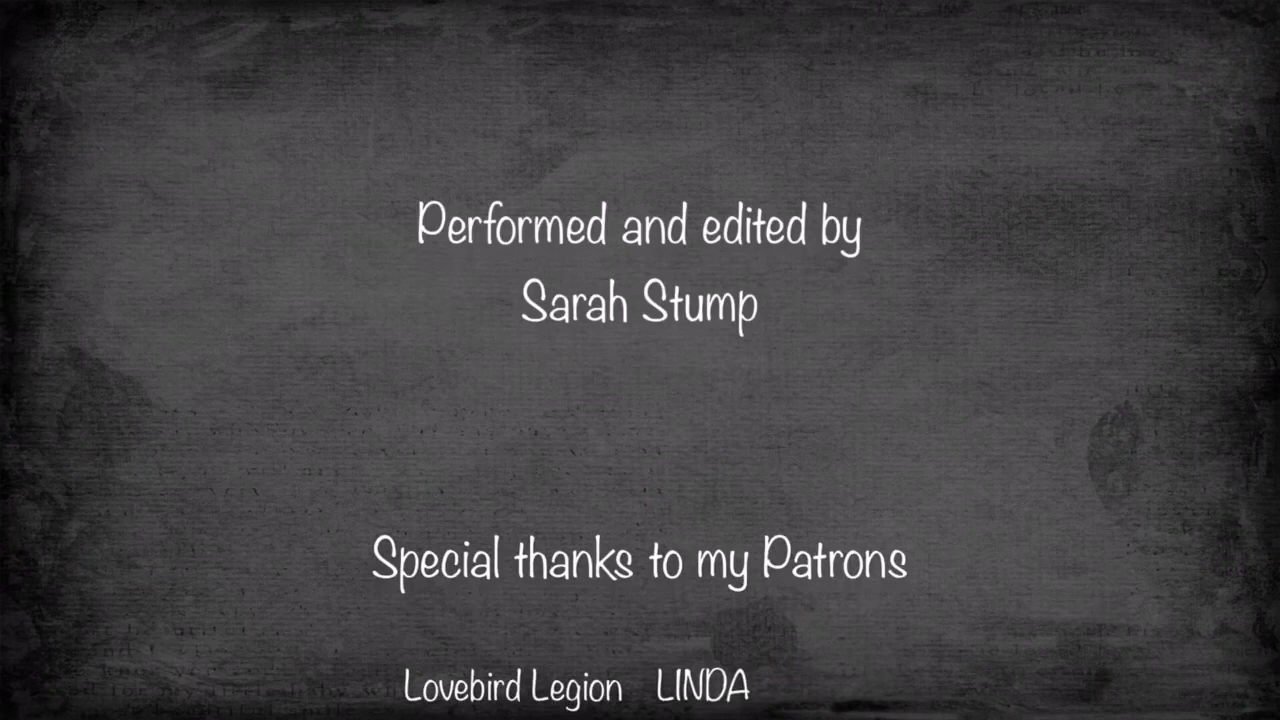 Performed and edited by
Sarah Stump
Special thanks to my Patrons
Lovebird Legion LINDA